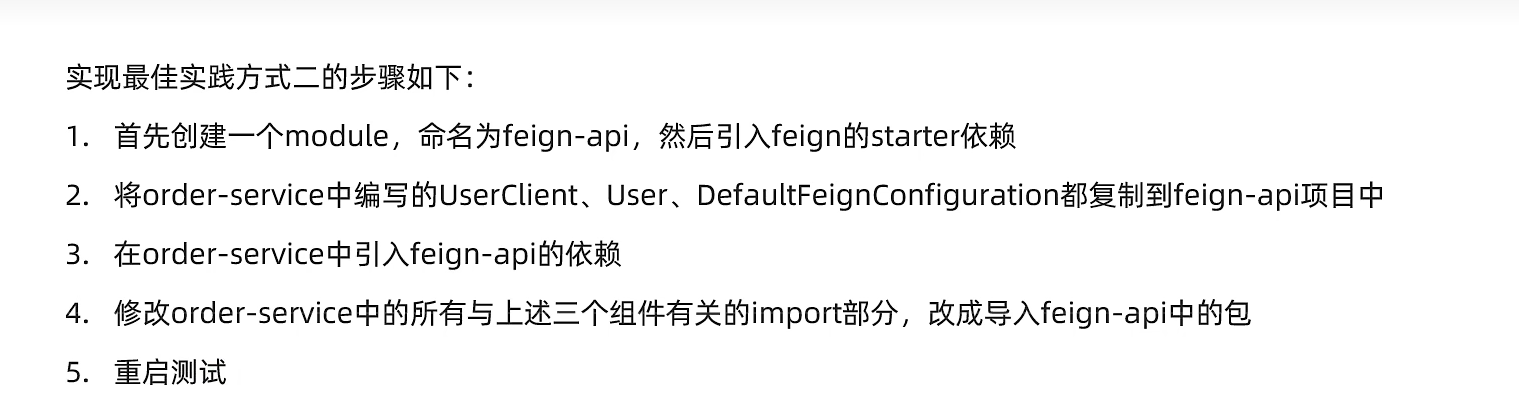 实现最佳实践方式二的步骤如下：
1. 首先创建一个module，命名为feign-api，然后引入feign的starter依赖
2. 将order-service中编写的UserClient、User、DefaultFeignConfiguration都复制到feign-api项目中
3. 在order-service中引入feign-api的依赖
4. 修改order-service中的所有与上述三个组件有关的import部分，改成导入feign-api中的包
5. 重启测试